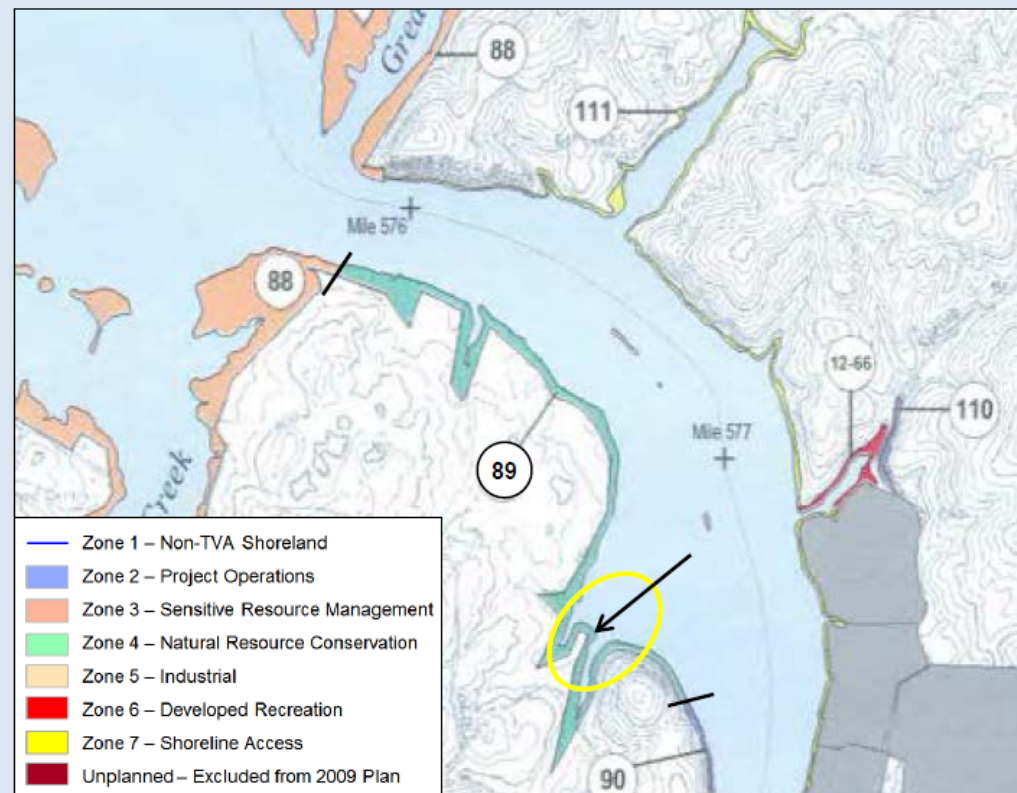 Grea
88
111
Mile 576
88
12-66
110
Mile 577
89
Creek
Zone 1 – Non-TVA Shoreland
Zone 2 – Project Operations
Zone 3 – Sensitive Resource Management
Zone 4 – Natural Resource Conservation
Zone 5 – Industrial
Zone 6 – Developed Recreation
Zone 7 – Shoreline Access
Unplanned – Excluded from 2009 Plan
90